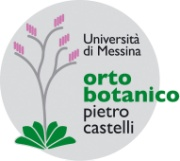 Università
di Messina
orto
botanico
pietro
castelli